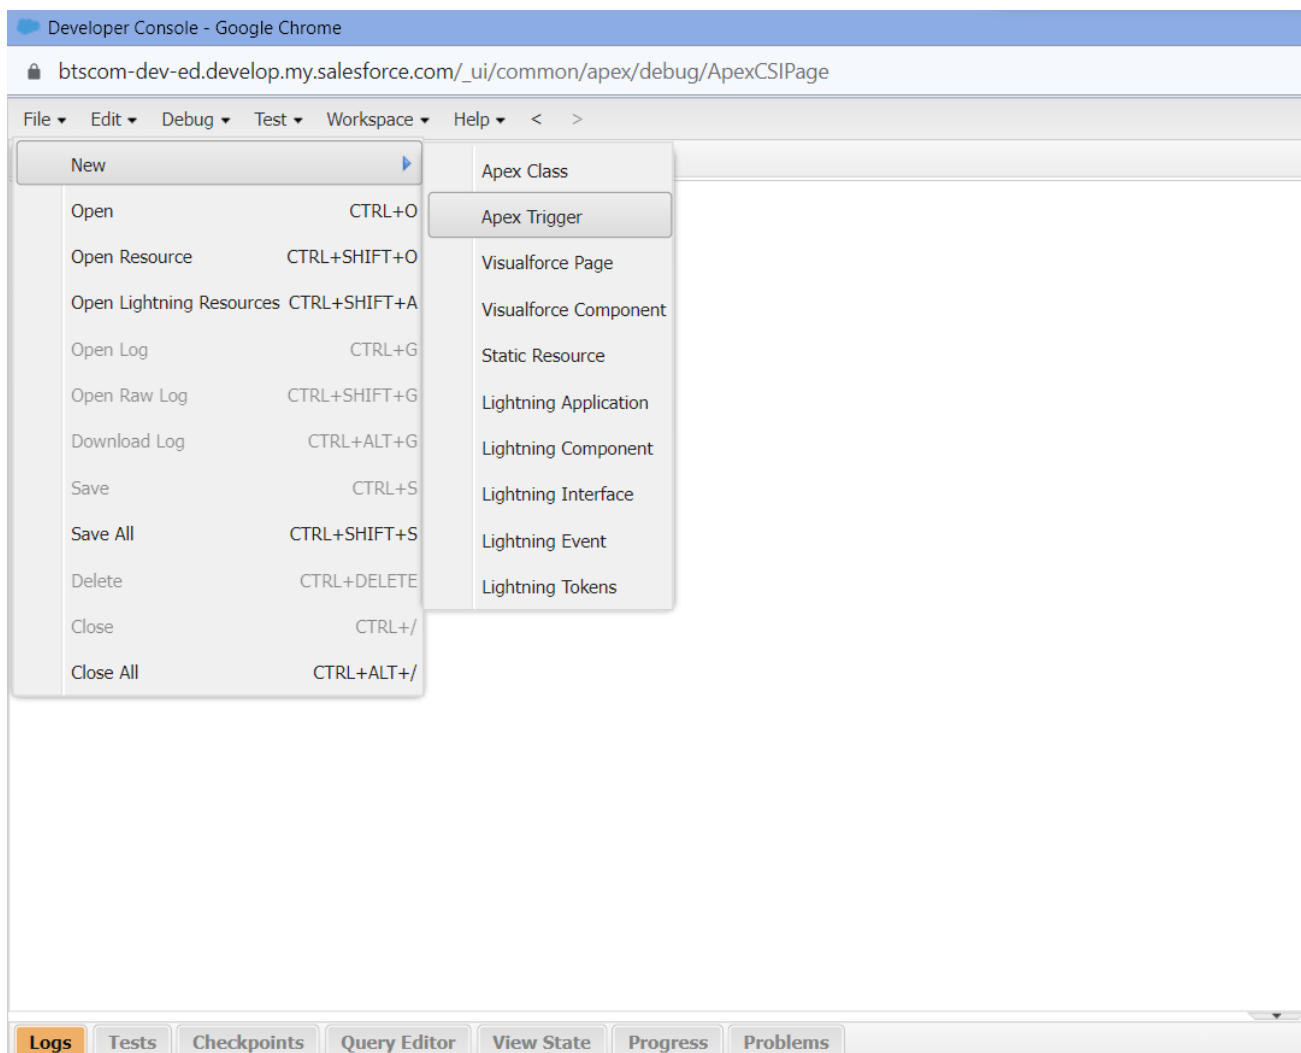 Developer Console - Google Chrome
btscom-dev-ed.develop.my.salesforce.com/_ui/common/apex/debug/ApexCSIPage
File Edit Debug Test Workspace Help < >
New
Open CTRL+O
Open Resource CTRL+SHIFT+O
Open Lightning Resources CTRL+SHIFT+A
Open Log CTRL+G
Open Raw Log CTRL+SHIFT+G
Download Log CTRL+ALT+G
Save CTRL+S
Save All CTRL+SHIFT+S
Delete CTRL+DELETE
Close CTRL+/
Close All CTRL+ALT+/
Apex Class
Apex Trigger
Visualforce Page
Visualforce Component
Static Resource
Lightning Application
Lightning Component
Lightning Interface
Lightning Event
Lightning Tokens
Logs Tests Checkpoints Query Editor View State Progress Problems